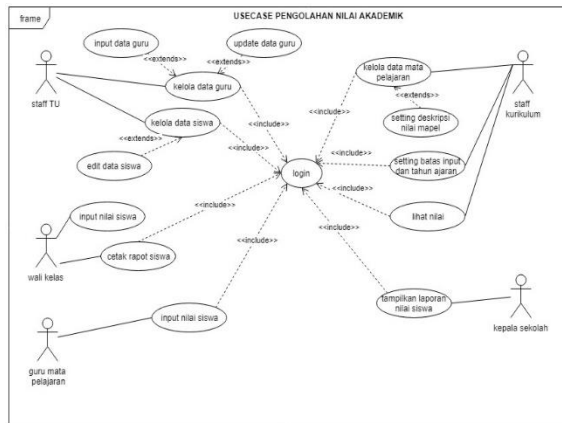 frame
USECASE PENGOLAHAN NILAI AKADEMIK
input data guru
update data guru
<<extends>>
<<extends>>
kelola data guru
staff TU
kelola data siswa
<<extends>>
edit data siswa
<<include>>
<<include>>
kelola data mata
pelajaran
<<extends>>
setting deskripsi
nilai mapel
staff
kurikulum
<<include>>
login
<<include>>
setting batas input
dan tahun ajaran
<<include>>
lihat nilai
input nilai siswa
<<include>>
cetak rapot siswa
wali kelas
<<include>>
<<include>>
input nilai siswa
guru mata
pelajaran
tampilkan laporan
nilai siswa
kepala sekolah